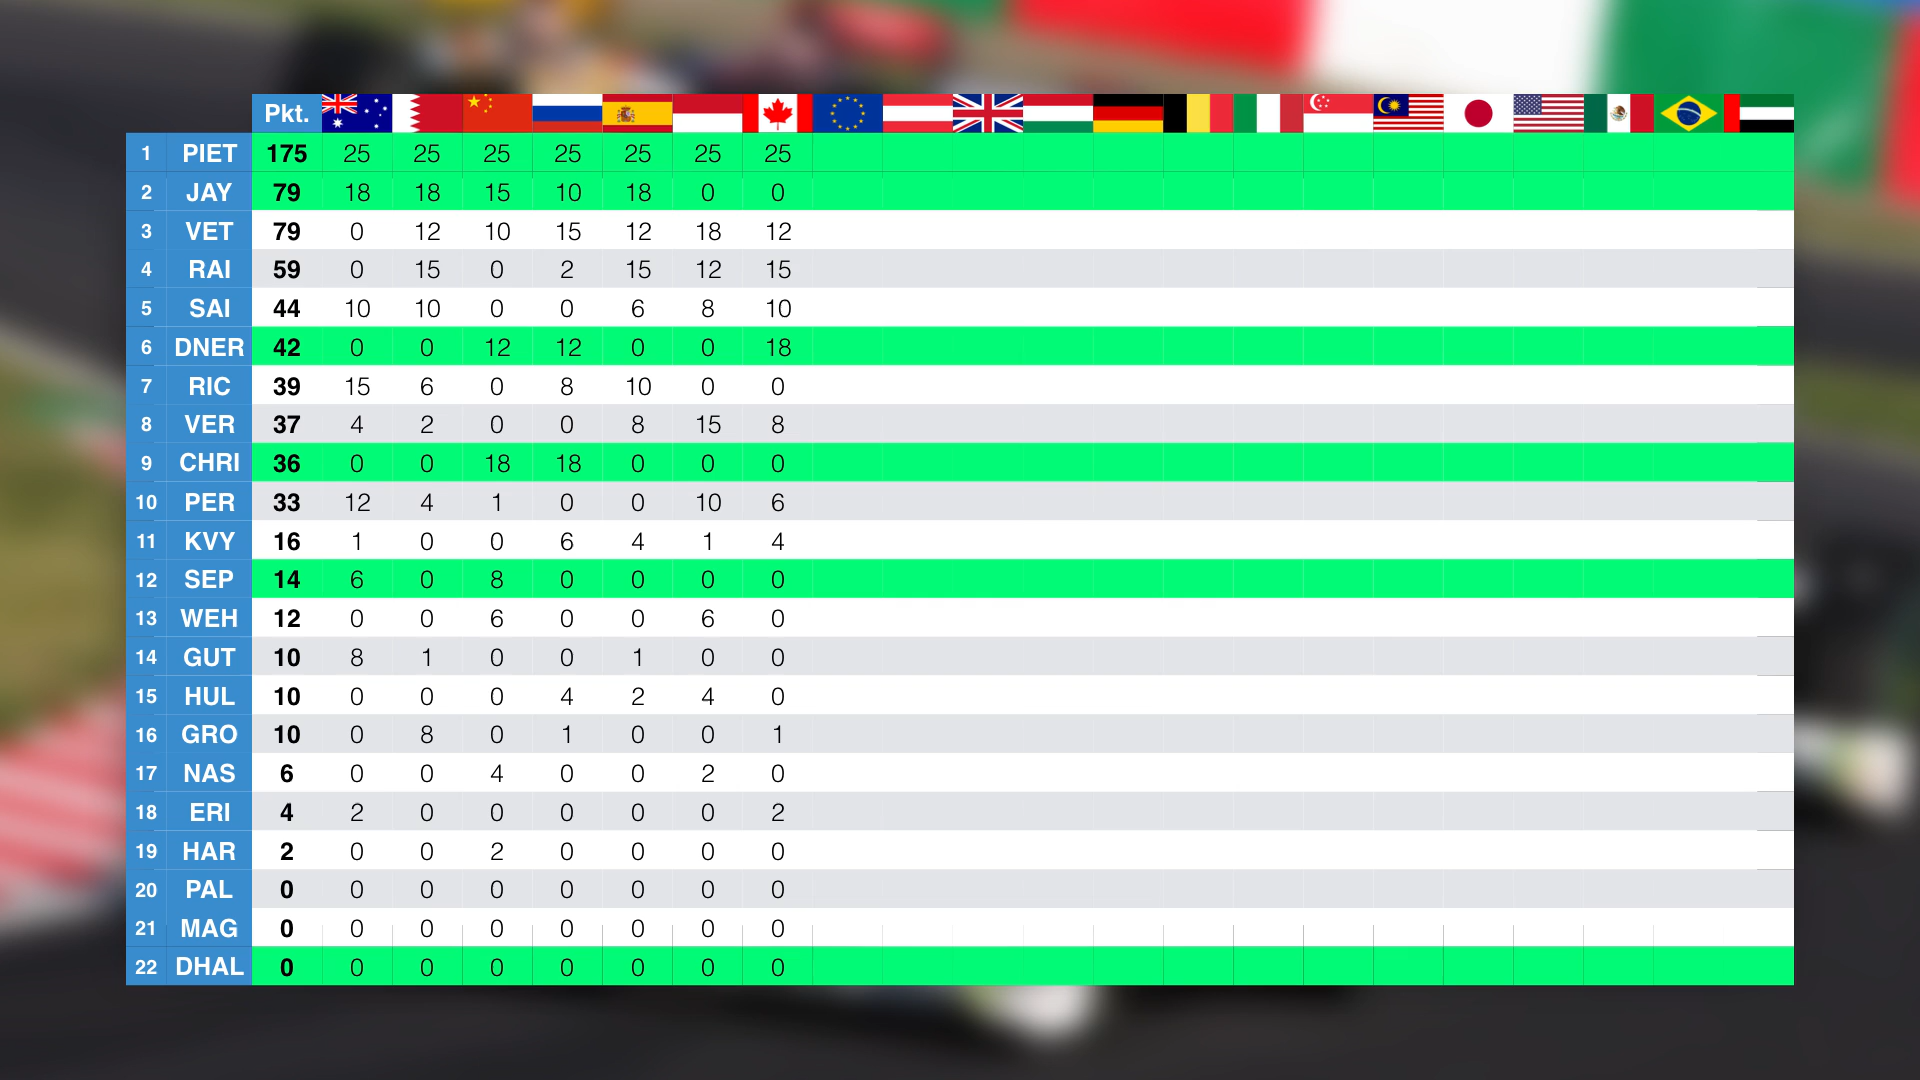 Pkt.
1 PIET 175 25 25 25 25 25 25 25
2 JAY 79 18 18 15 10 18 0 0
3 VET 79 0 12 10 15 12 18 12
4 RAI 59 0 15 0 2 15 12 15
5 SAI 44 10 10 0 0 6 8 10
6 DNER 42 0 0 12 12 0 0 18
7 RIC 39 15 6 0 8 10 0 0
8 VER 37 4 2 0 0 8 15 8
9 CHRI 36 0 0 18 18 0 0 0
10 PER 33 12 4 1 0 0 10 6
11 KVY 16 1 0 0 6 4 1 4
12 SEP 14 6 0 8 0 0 0 0
13 WEH 12 0 0 6 0 0 6 0
14 GUT 10 8 1 0 0 1 0 0
15 HUL 10 0 0 0 4 2 4 0
16 GRO 10 0 8 0 1 0 0 1
17 NAS 6 0 0 4 0 0 2 0
18 ERI 4 2 0 0 0 0 0 2
19 HAR 2 0 0 2 0 0 0 0
20 PAL 0 0 0 0 0 0 0 0
21 MAG 0 0 0 0 0 0 0 0
22 DHAL 0 0 0 0 0 0 0 0